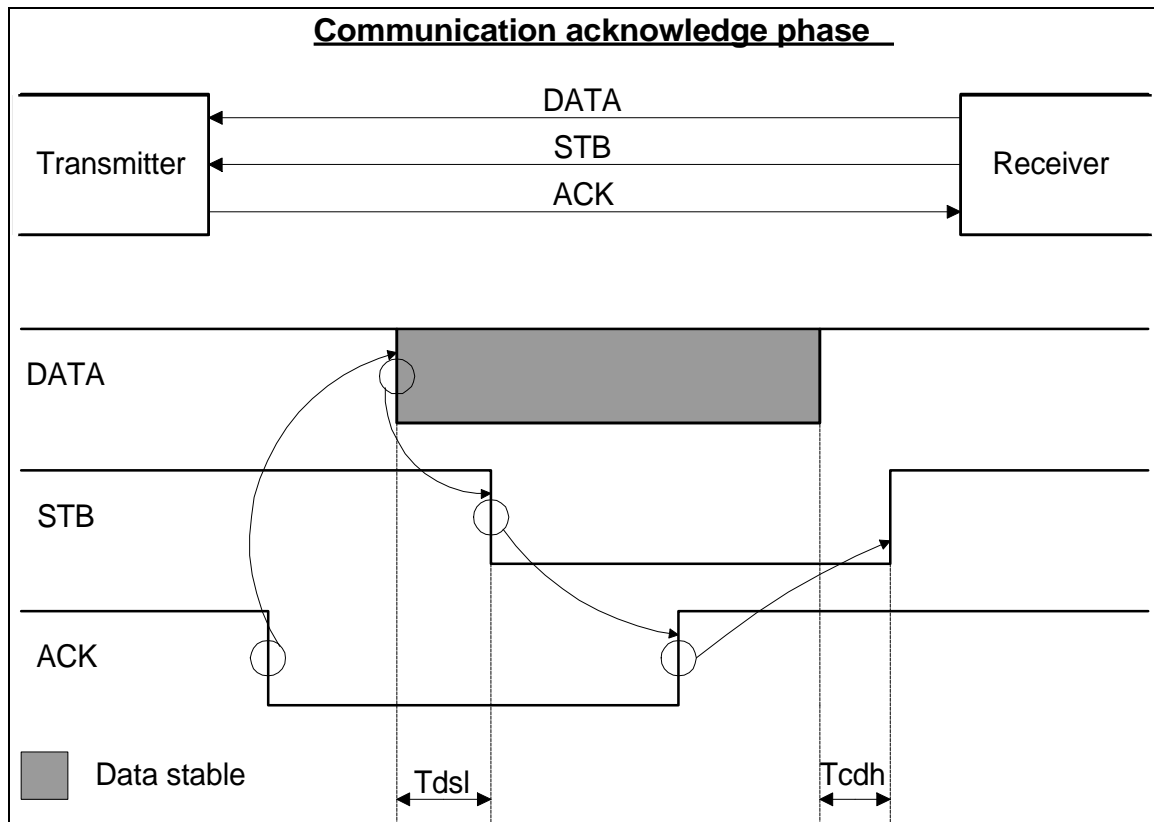 Communication acknowledge phase
DATA
Transmitter
STB
Receiver
ACK
DATA
STB
ACK
Data stable
Tdsl
Tcdh